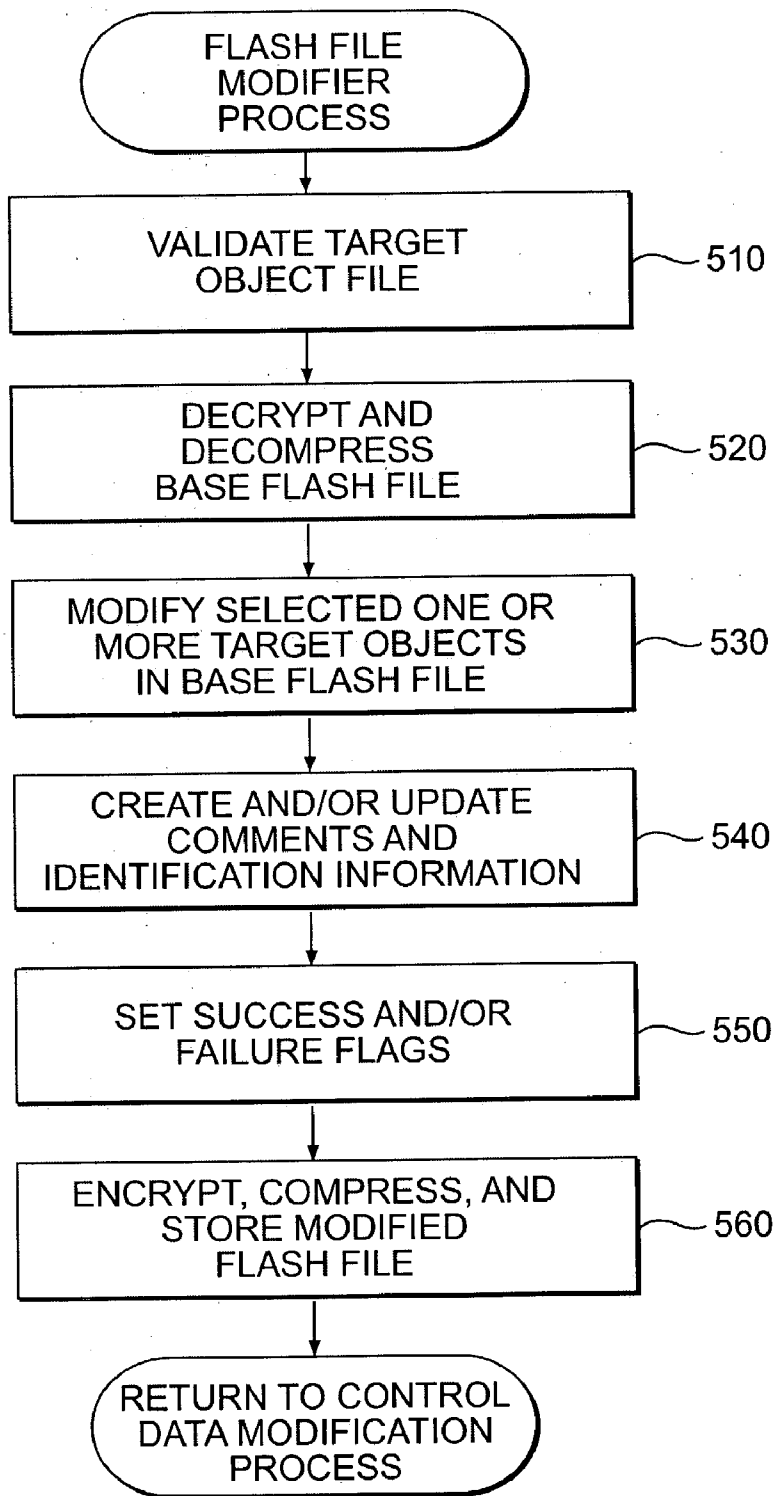 FLASH FILE
MODIFIER
PROCESS
VALIDATE TARGET
OBJECT FILE
510
DECRYPT AND
DECOMPRESS
BASE FLASH FILE
520
MODIFY SELECTED ONE OR
MORE TARGET OBJECTS
IN BASE FLASH FILE
530
CREATE AND/OR UPDATE
COMMENTS AND
IDENTIFICATION INFORMATION
540
SET SUCCESS AND/OR
FAILURE FLAGS
550
ENCRYPT, COMPRESS, AND
STORE MODIFIED
FLASH FILE
560
RETURN TO CONTROL
DATA MODIFICATION
PROCESS